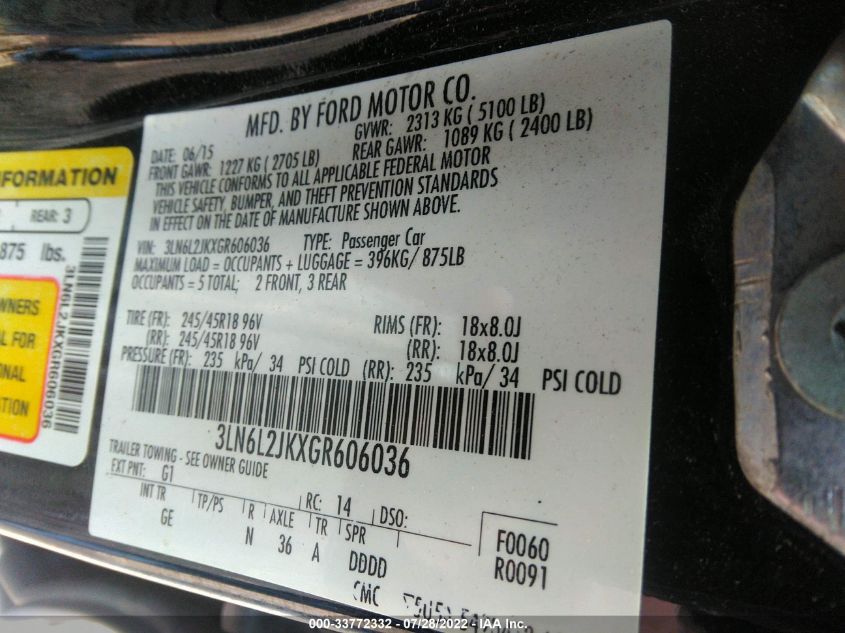 MFD. BY FORD MOTOR CO.
DATE: 06/15 GVWR: 2313 KG ( 5100 LB)
FRONT GAWR: 1227 KG ( 2705 LB) REAR GAWR: 1089 KG ( 2400 LB)
THIS VEHICLE CONFORMS TO ALL APPLICABLE FEDERAL MOTOR
VEHICLE SAFETY, BUMPER, AND THEFT PREVENTION STANDARDS
IN EFFECT ON THE DATE OF MANUFACTURE SHOWN ABOVE.
VIN: 3LN6L2JKXGR606036 TYPE: Passenger Car
MAXIMUM LOAD = OCCUPANTS + LUGGAGE = 396KG/ 875LB
OCCUPANTS = 5 TOTAL; 2 FRONT, 3 REAR
TIRE (FR): 245/45R18 96V RIMS (FR): 18x8.0J
(RR): 245/45R18 96V (RR): 18x8.0J
PRESSURE (FR): 235 kPa/ 34 PSI COLD (RR): 235 kPa/ 34 PSI COLD
3LN6L2JKXGR606036
TRAILER TOWING - SEE OWNER GUIDE
EXT PNT: G1 RC: 14 DSO:
INT TR TP/PS R AXLE TR SPR F0060
GE N 36 A DDDD R0091
SMC
REAR: 3
875 lbs.
OWNERS
FOR
3LN6L2JKXGR606036
000-33772332 - 07/28/2022 - IAA Inc.